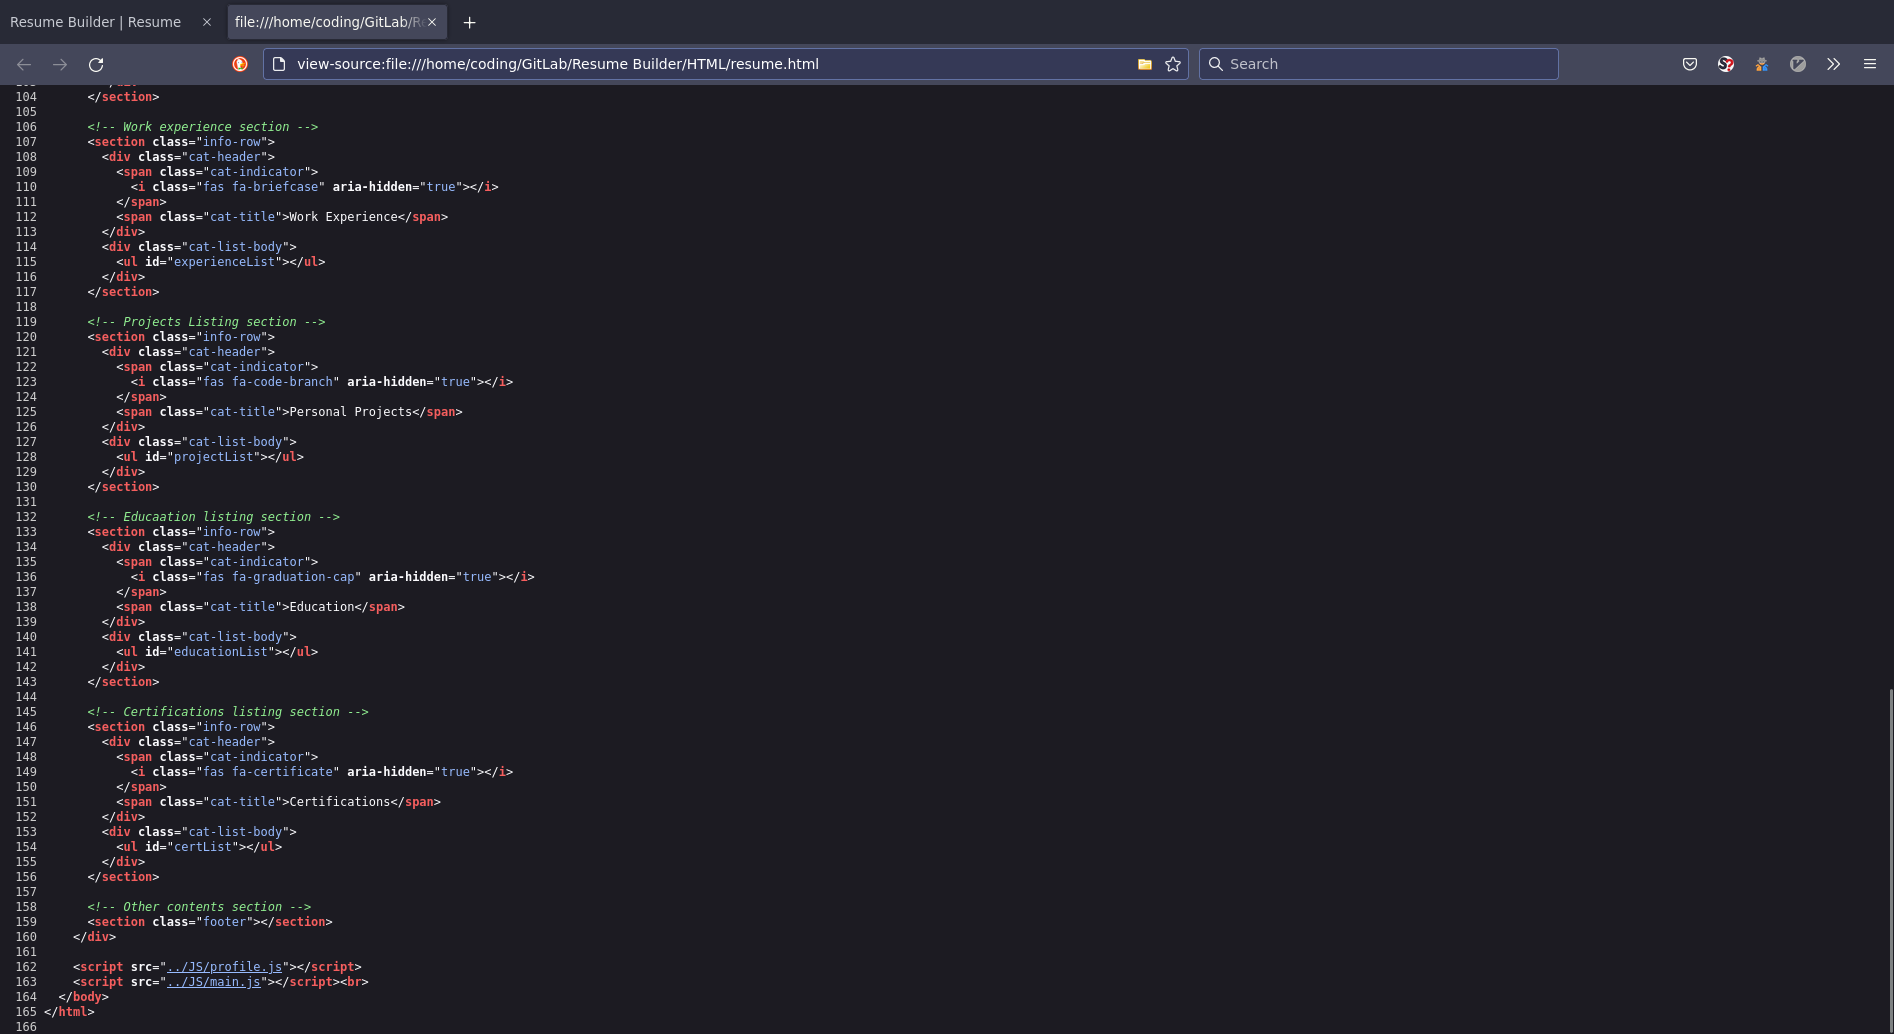 Resume Builder | Resume
file:///home/coding/GitLab/Re
view-source:file:///home/coding/GitLab/Resume Builder/HTML/resume.html
Search
104 </section>
105
106 <!-- Work experience section -->
107 <section class="info-row">
108 <div class="cat-header">
109 <span class="cat-indicator">
110 <i class="fas fa-briefcase" aria-hidden="true"></i>
111 </span>
112 <span class="cat-title">Work Experience</span>
113 </div>
114 <div class="cat-list-body">
115 <ul id="experienceList"></ul>
116 </div>
117 </section>
118
119 <!-- Projects Listing section -->
120 <section class="info-row">
121 <div class="cat-header">
122 <span class="cat-indicator">
123 <i class="fas fa-code-branch" aria-hidden="true"></i>
124 </span>
125 <span class="cat-title">Personal Projects</span>
126 </div>
127 <div class="cat-list-body">
128 <ul id="projectList"></ul>
129 </div>
130 </section>
131
132 <!-- Educaation listing section -->
133 <section class="info-row">
134 <div class="cat-header">
135 <span class="cat-indicator">
136 <i class="fas fa-graduation-cap" aria-hidden="true"></i>
137 </span>
138 <span class="cat-title">Education</span>
139 </div>
140 <div class="cat-list-body">
141 <ul id="educationList"></ul>
142 </div>
143 </section>
144
145 <!-- Certifications listing section -->
146 <section class="info-row">
147 <div class="cat-header">
148 <span class="cat-indicator">
149 <i class="fas fa-certificate" aria-hidden="true"></i>
150 </span>
151 <span class="cat-title">Certifications</span>
152 </div>
153 <div class="cat-list-body">
154 <ul id="certList"></ul>
155 </div>
156 </section>
157
158 <!-- Other contents section -->
159 <section class="footer"></section>
160 </div>
161
162 <script src="../JS/profile.js"></script>
163 <script src="../JS/main.js"></script><br>
164 </body>
165 </html>
166